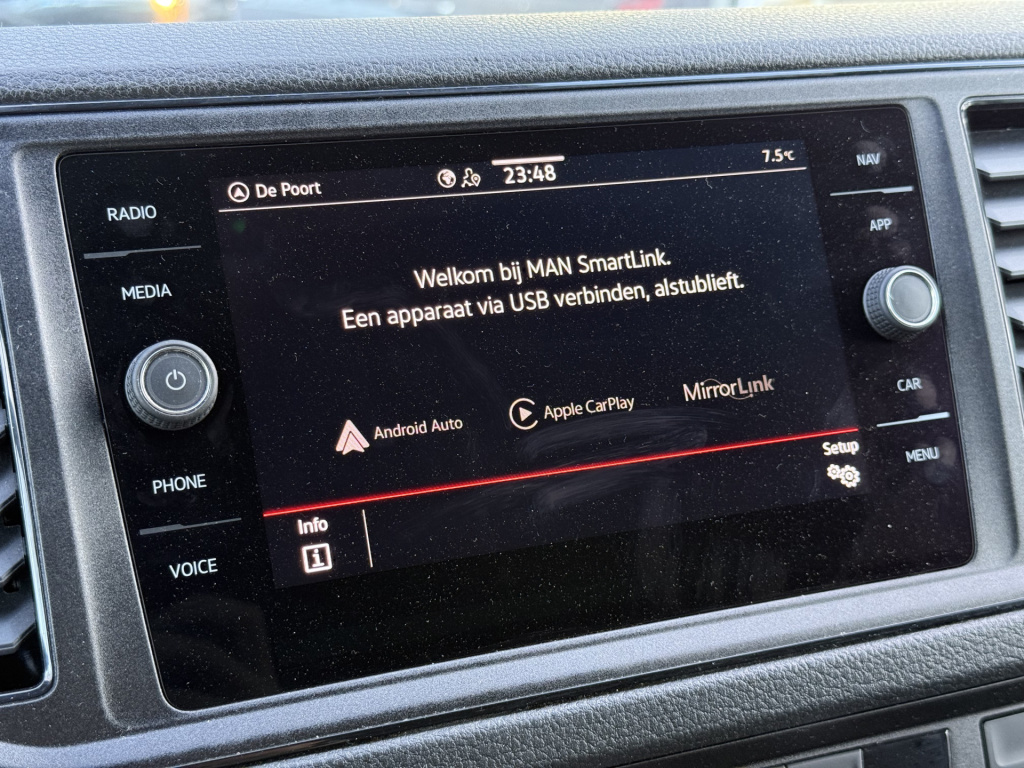 De Poort
23:48
7.5°C
NAV
RADIO
APP
Welkom bij MAN SmartLink.
Een apparaat via USB verbinden, alstublieft.
MEDIA
Android Auto
Apple CarPlay
MirrorLink
CAR
Setup
MENU
PHONE
Info
i
VOICE